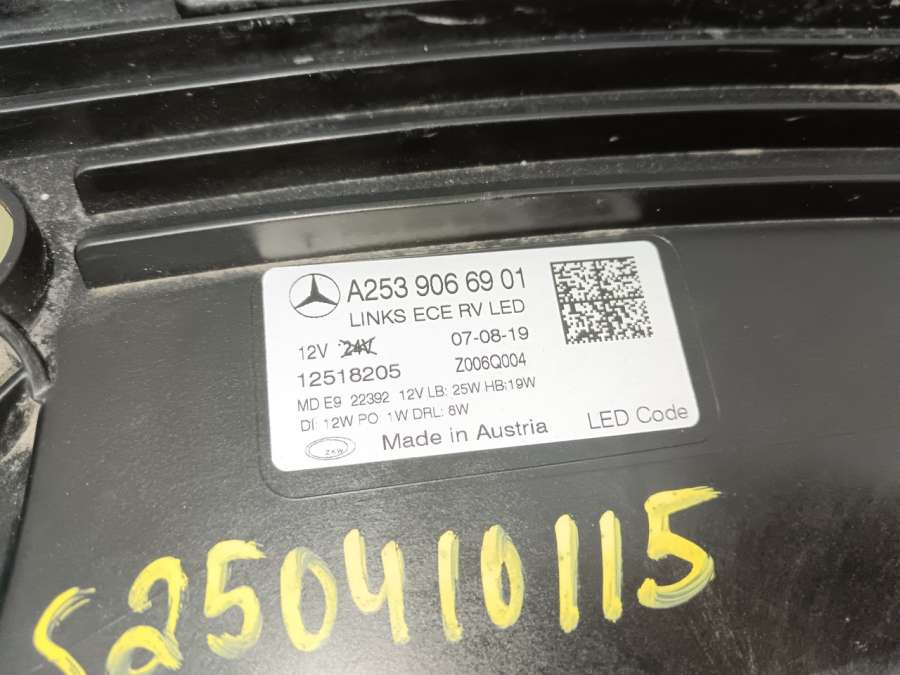 A253 906 69 01
LINKS ECE RV LED
12V 24V 07-08-19
12518205 Z006Q004
MD E9 22392 12V LB: 25W HB:19W
DI: 12W PO: 1W DRL: 8W
ZKW Made in Austria LED Code
S250410115